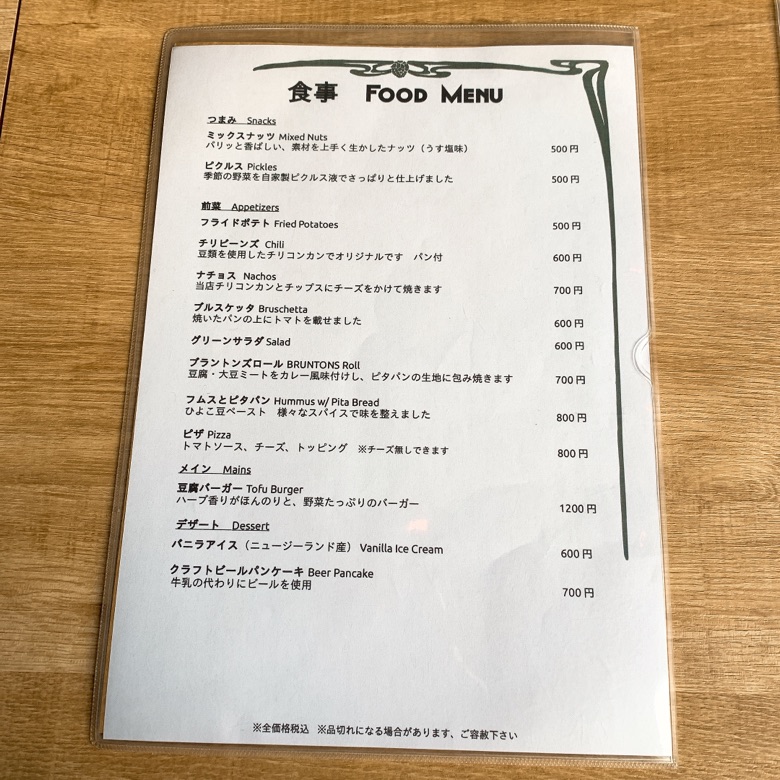 食事 FOOD MENU
つまみ Snacks
ミックスナッツ Mixed Nuts
パリッと香ばしい、素材を上手く生かしたナッツ（うす塩味） 500円
ピクルス Pickles
季節の野菜を自家製ピクルス液でさっぱりと仕上げました 500円
前菜 Appetizers
フライドポテト Fried Potatoes 500円
チリビーンズ Chili
豆類を使用したチリコンカンでオリジナルです パン付 600円
ナチョス Nachos
当店チリコンカンとチップスにチーズをかけて焼きます 700円
ブルスケッタ Bruschetta
焼いたパンの上にトマトを載せました 600円
グリーンサラダ Salad 600円
ブラントンズロール BRUNTONS Roll
豆腐・大豆ミートをカレー風味付けし、ピタパンの生地に包み焼きます 700円
フムスとピタパン Hummus w/ Pita Bread
ひよこ豆ペースト 様々なスパイスで味を整えました 800円
ピザ Pizza
トマトソース、チーズ、トッピング ※チーズ無しできます 800円
メイン Mains
豆腐バーガー Tofu Burger
ハーブ香りがほんのりと、野菜たっぷりのバーガー 1200円
デザート Dessert
バニラアイス（ニュージーランド産） Vanilla Ice Cream 600円
クラフトビールパンケーキ Beer Pancake
牛乳の代わりにビールを使用 700円
※全価格税込 ※品切れになる場合があります、ご容赦下さい